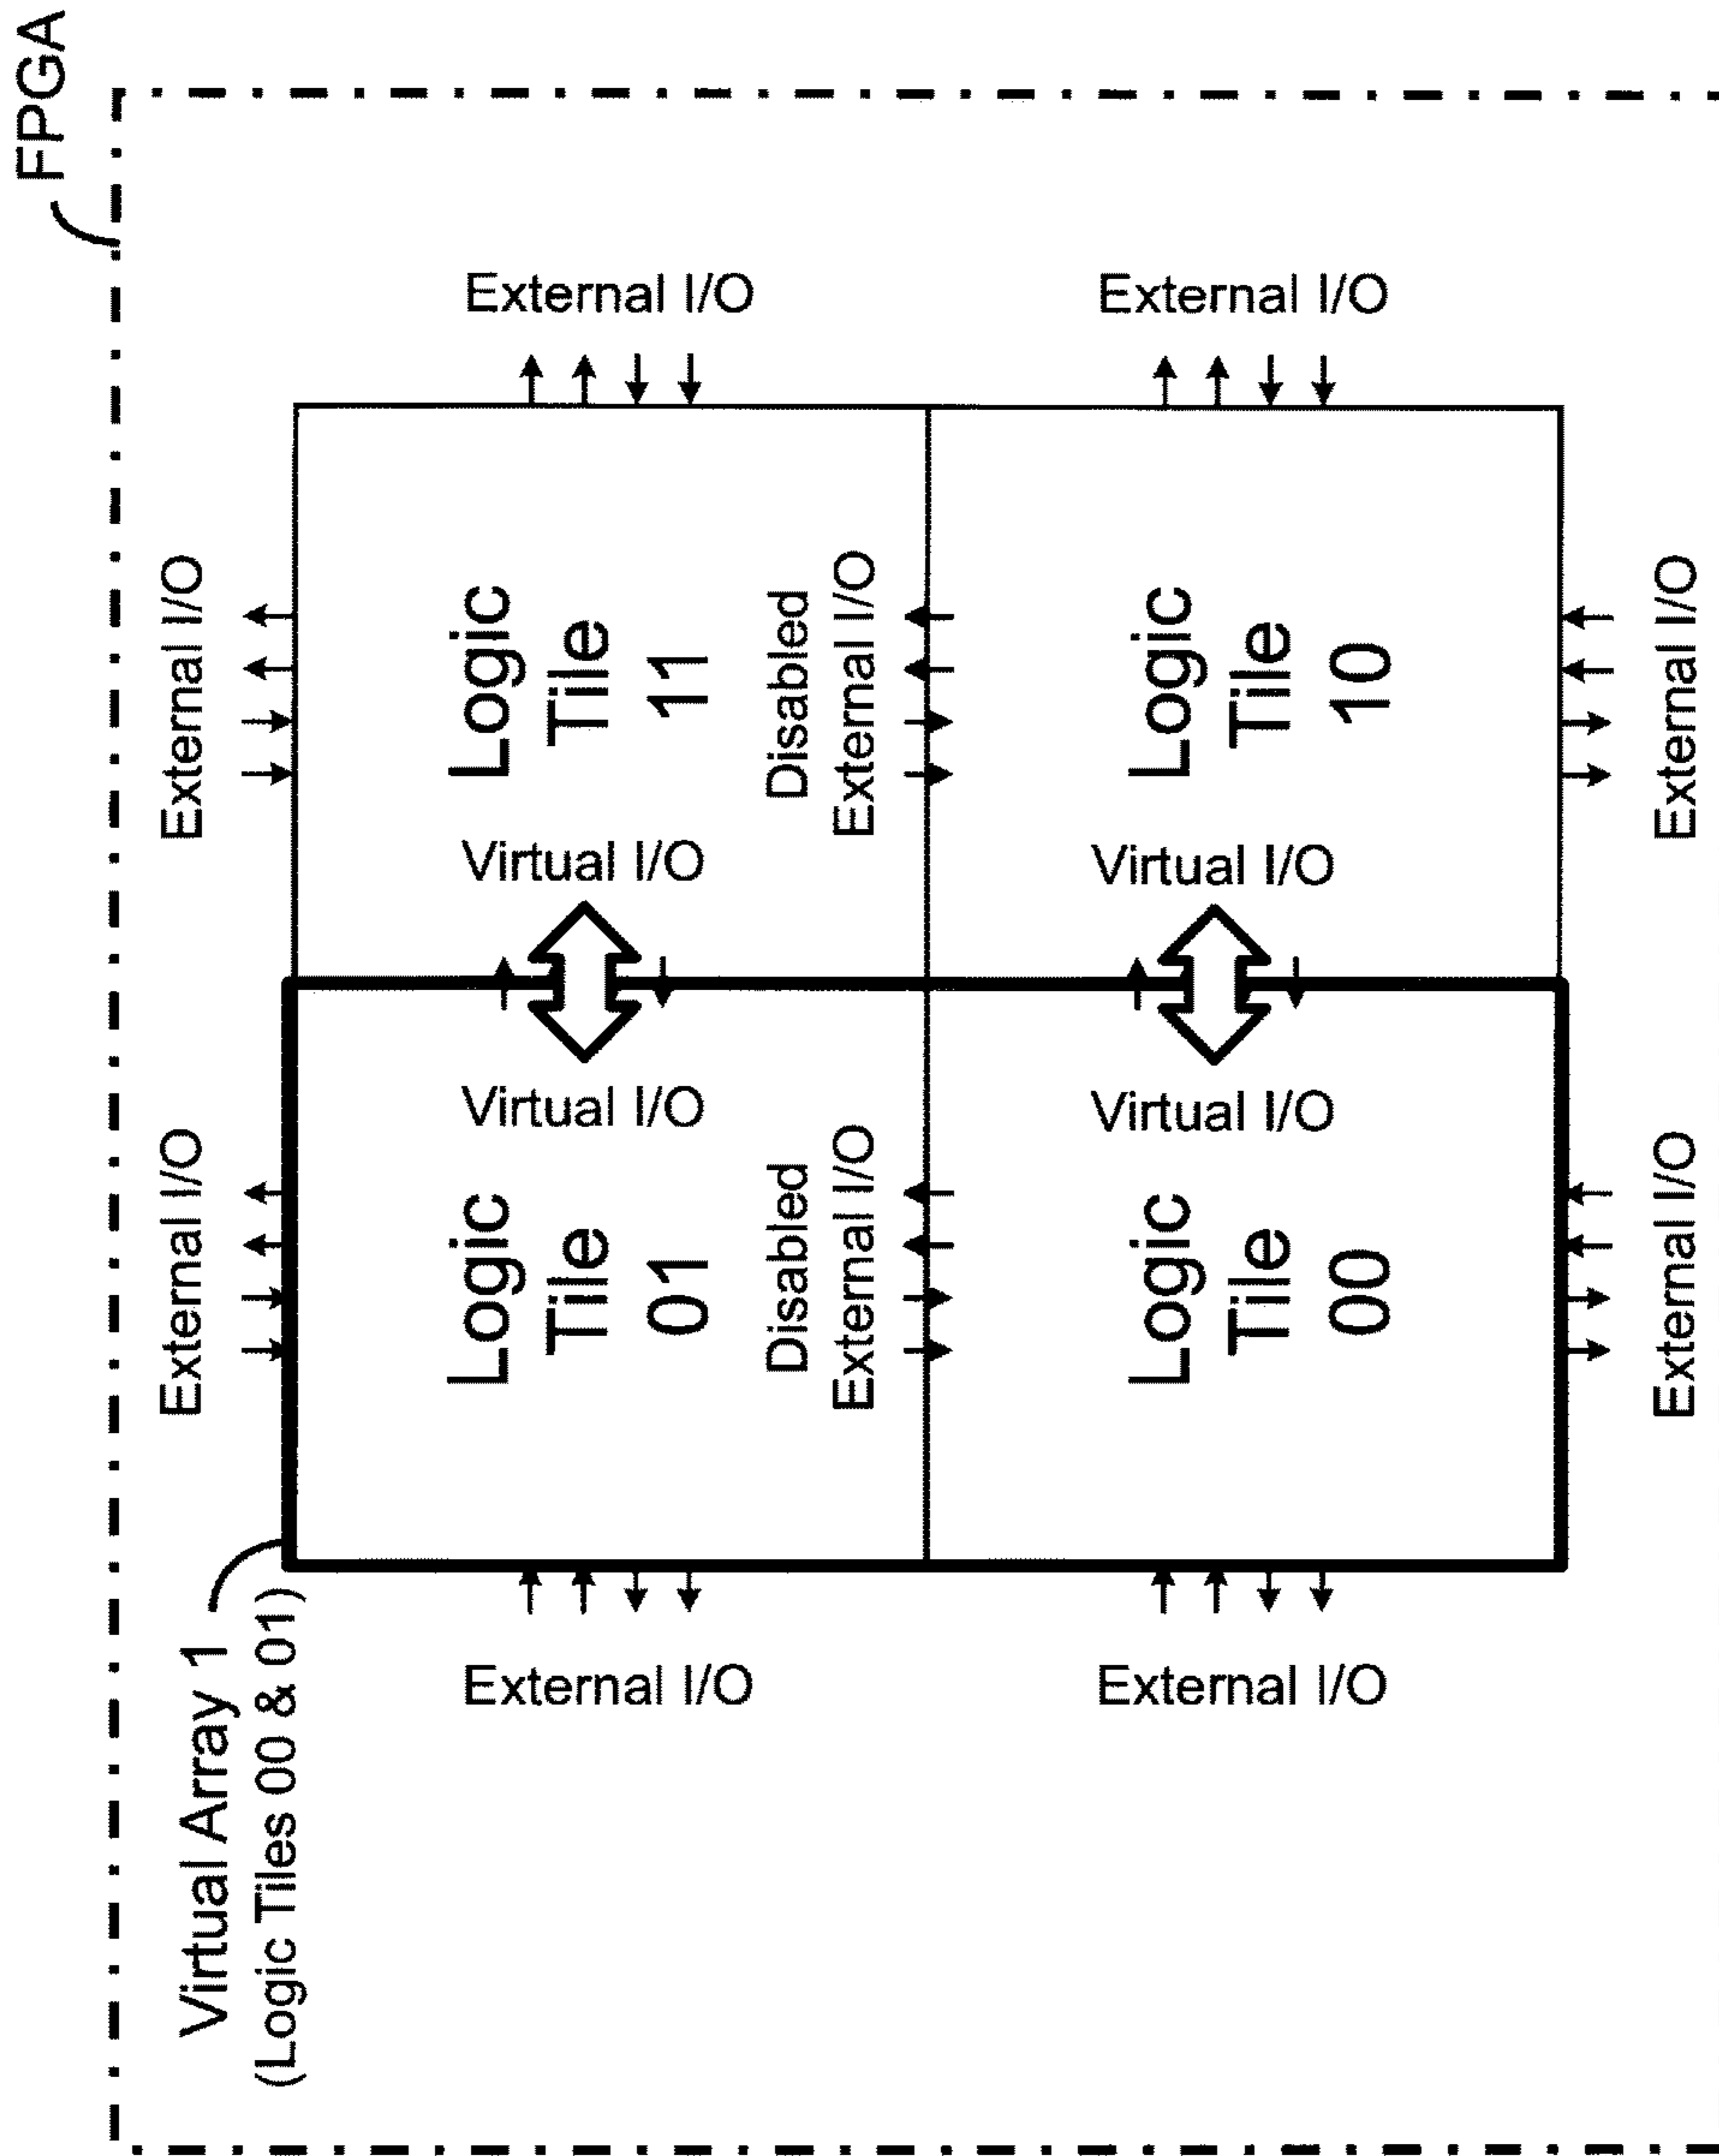 FPGA
Virtual Array 1
(Logic Tiles 00 & 01)
External I/O
External I/O
External I/O
Logic
Tile
01
Virtual I/O
Virtual I/O
Logic
Tile
11
External I/O
Disabled
External I/O
Disabled
External I/O
External I/O
Logic
Tile
00
Virtual I/O
Virtual I/O
Logic
Tile
10
External I/O
External I/O
External I/O